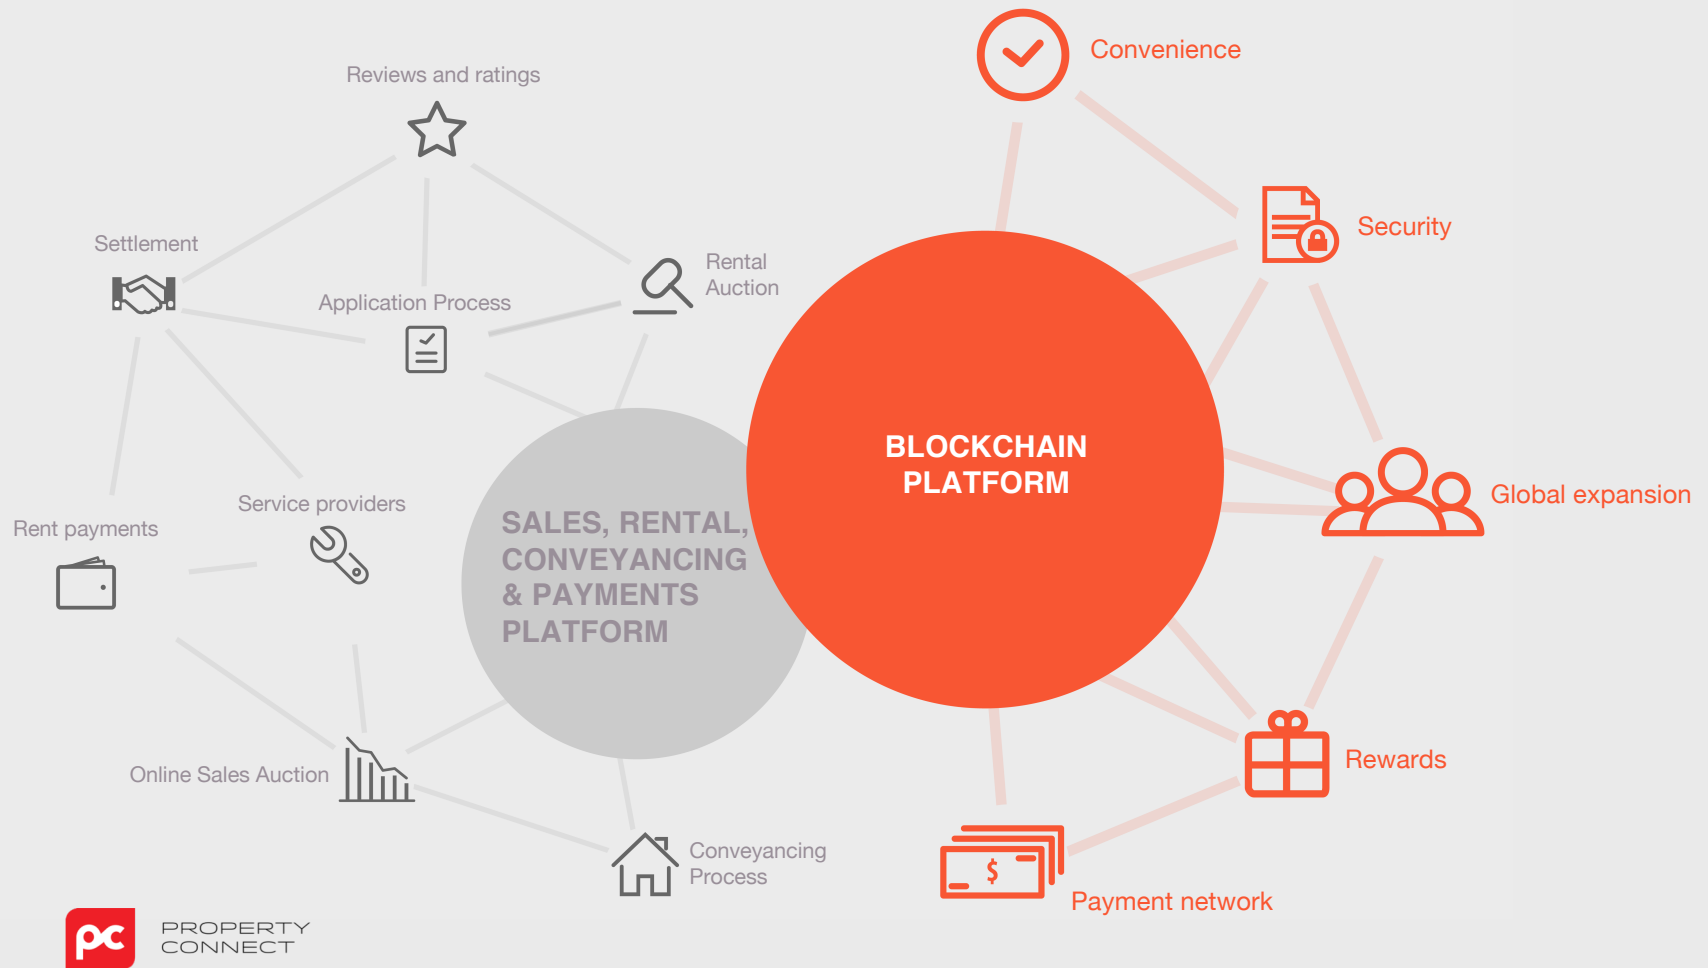 Convenience
Reviews and ratings
Security
Settlement
Rental
Auction
Application Process
BLOCKCHAIN
PLATFORM
Global expansion
Service providers
Rent payments
SALES, RENTAL,
CONVEYANCING
& PAYMENTS
PLATFORM
Rewards
Online Sales Auction
$
Conveyancing
Process
Payment network
pc
PROPERTY
CONNECT